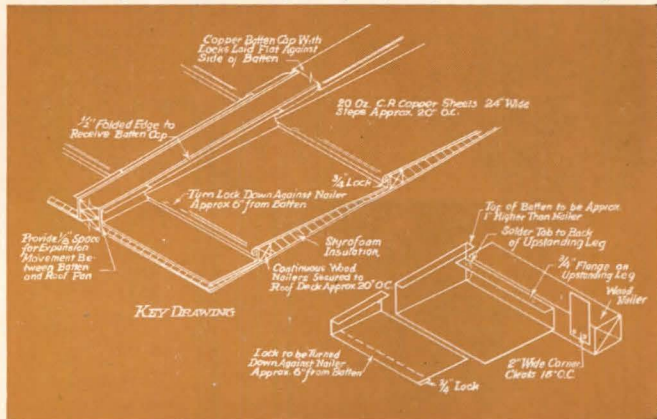 Copper Batten Cap With
Locks Laid Flat Against
Side of Batten
1/2" Folded Edge to
Receive Batten Cap
20 Oz. C.R. Copper Sheets 24" Wide
Steps Approx. 20" O.C.
3/4" Lock
Turn Lock Down Against Nailer
Approx. 6" from Batten
Provide 1/8" Space
for Expansion
Movement Between
Batten
and Roof Pan
Styrofoam
Insulation
Continuous Wood
Nailers Secured to
Roof Deck Approx. 20" O.C.
KEY DRAWING
Top of Batten to be Approx.
1" Higher Than Nailer
Solder Tab to Back
of Upstanding Leg
3/4" Flange on
Upstanding Leg
Wood
Nailer
Lock to be Turned
Down Against Nailer
Approx. 6" from Batten
3/4" Lock
2" Wide Corner
Cleats 16" O.C.